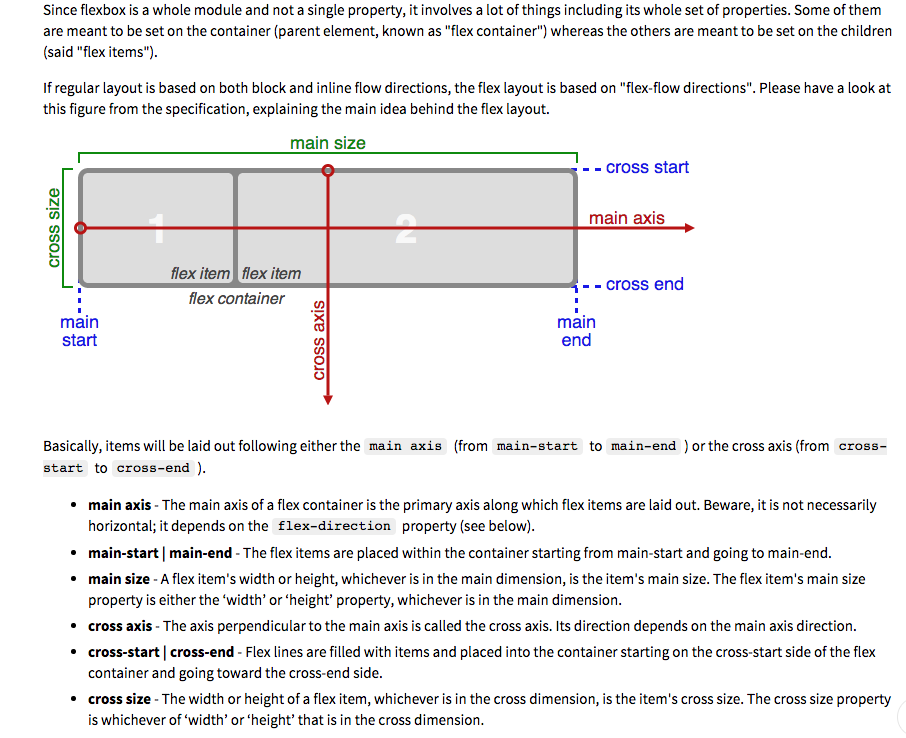 Since flexbox is a whole module and not a single property, it involves a lot of things including its whole set of properties. Some of them
are meant to be set on the container (parent element, known as "flex container") whereas the others are meant to be set on the children
(said "flex items").
If regular layout is based on both block and inline flow directions, the flex layout is based on "flex-flow directions". Please have a look at
this figure from the specification, explaining the main idea behind the flex layout.
main size
cross start
cross size
1
2
main axis
flex item
flex item
cross end
flex container
main
start
cross axis
main
end
Basically, items will be laid out following either the main axis (from main-start to main-end ) or the cross axis (from cross-
start to cross-end ).
• main axis - The main axis of a flex container is the primary axis along which flex items are laid out. Beware, it is not necessarily
horizontal; it depends on the flex-direction property (see below).
• main-start | main-end - The flex items are placed within the container starting from main-start and going to main-end.
• main size - A flex item's width or height, whichever is in the main dimension, is the item's main size. The flex item's main size
property is either the ‘width’ or ‘height’ property, whichever is in the main dimension.
• cross axis - The axis perpendicular to the main axis is called the cross axis. Its direction depends on the main axis direction.
• cross-start | cross-end - Flex lines are filled with items and placed into the container starting on the cross-start side of the flex
container and going toward the cross-end side.
• cross size - The width or height of a flex item, whichever is in the cross dimension, is the item's cross size. The cross size property
is whichever of ‘width’ or ‘height’ that is in the cross dimension.